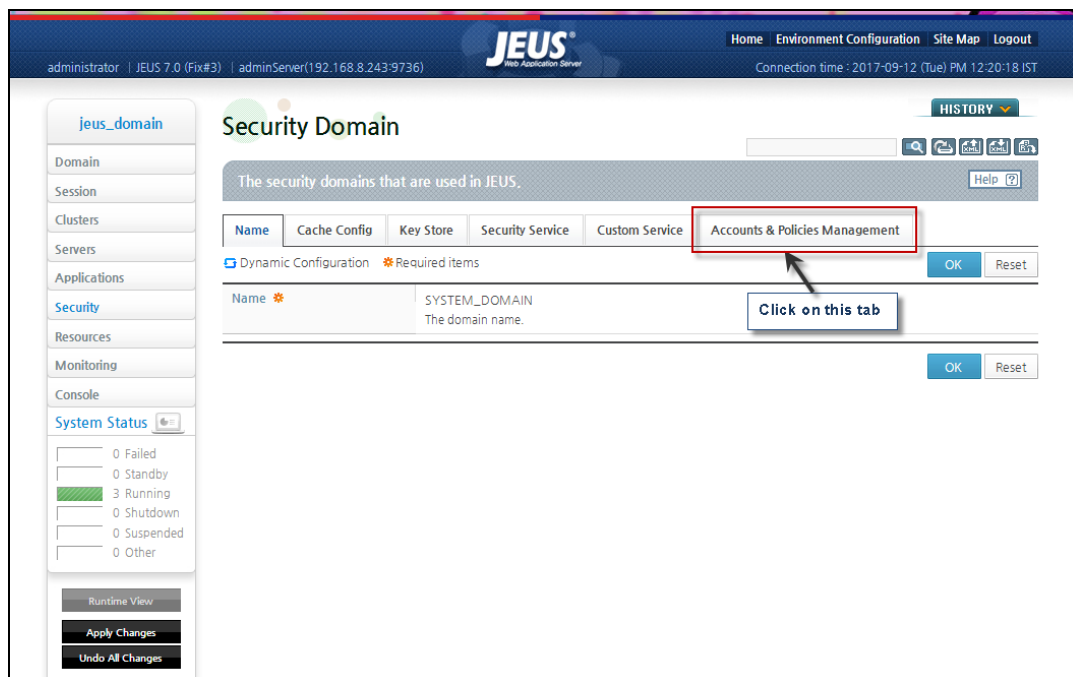 JEUS
Web Application Server
Home Environment Configuration Site Map Logout
administrator | JEUS 7.0 (Fix#3) | adminServer(192.168.8.243:9736)
Connection time : 2017-09-12 (Tue) PM 12:20:18 IST
HISTORY
jeus_domain
Domain
Session
Clusters
Servers
Applications
Security
Resources
Monitoring
Console
System Status
0 Failed
0 Standby
3 Running
0 Shutdown
0 Suspended
0 Other
Runtime View
Apply Changes
Undo All Changes
Security Domain
XML XML
The security domains that are used in JEUS.
Help ?
Name Cache Config Key Store Security Service Custom Service Accounts & Policies Management
Dynamic Configuration Required items
OK Reset
Name
SYSTEM_DOMAIN
The domain name.
Click on this tab
OK Reset